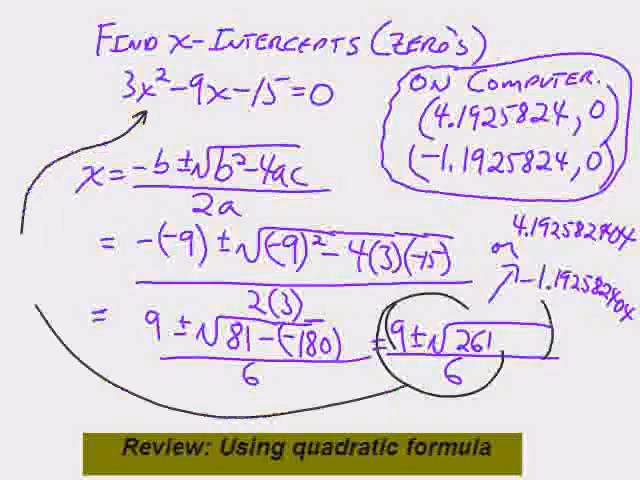 FIND X-INTERCEPTS (ZERO'S)
3x² - 9x - 15 = 0
ON COMPUTER.
(4.1925824, 0)
(-1.1925824, 0)
x = (-b ± √(b² - 4ac)) / 2a
= (-(-9) ± √((-9)² - 4(3)(-15))) / 2(3)
= (9 ± √(81 - (-180))) / 6 = (9 ± √261) / 6
4.192582404
or
-1.192582404
Review: Using quadratic formula